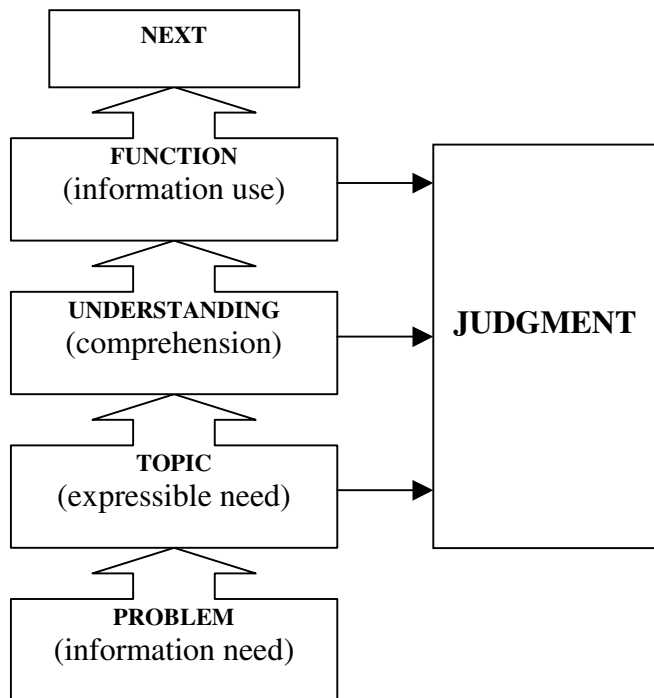 NEXT
FUNCTION
(information use)
UNDERSTANDING
(comprehension)
JUDGMENT
TOPIC
(expressible need)
PROBLEM
(information need)